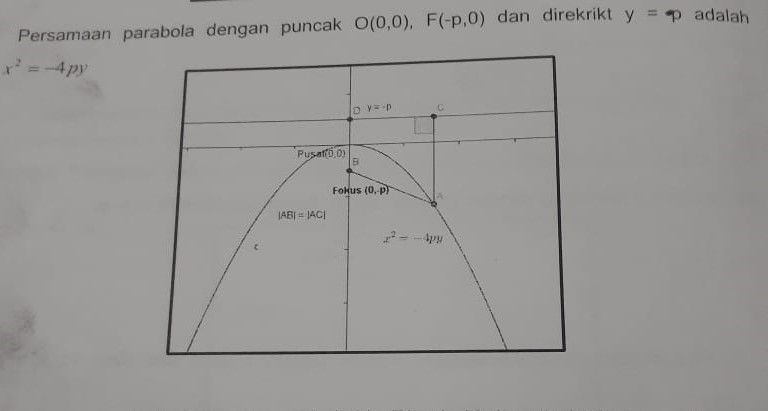 Persamaan parabola dengan puncak O(0,0), F(-p,0) dan direkrikt y = p adalah
x² = -4py
D y = -p C
Pusat(0,0)
B
Fokus (0,-p)
A
|AB| = |AC|
x² = -4py
c